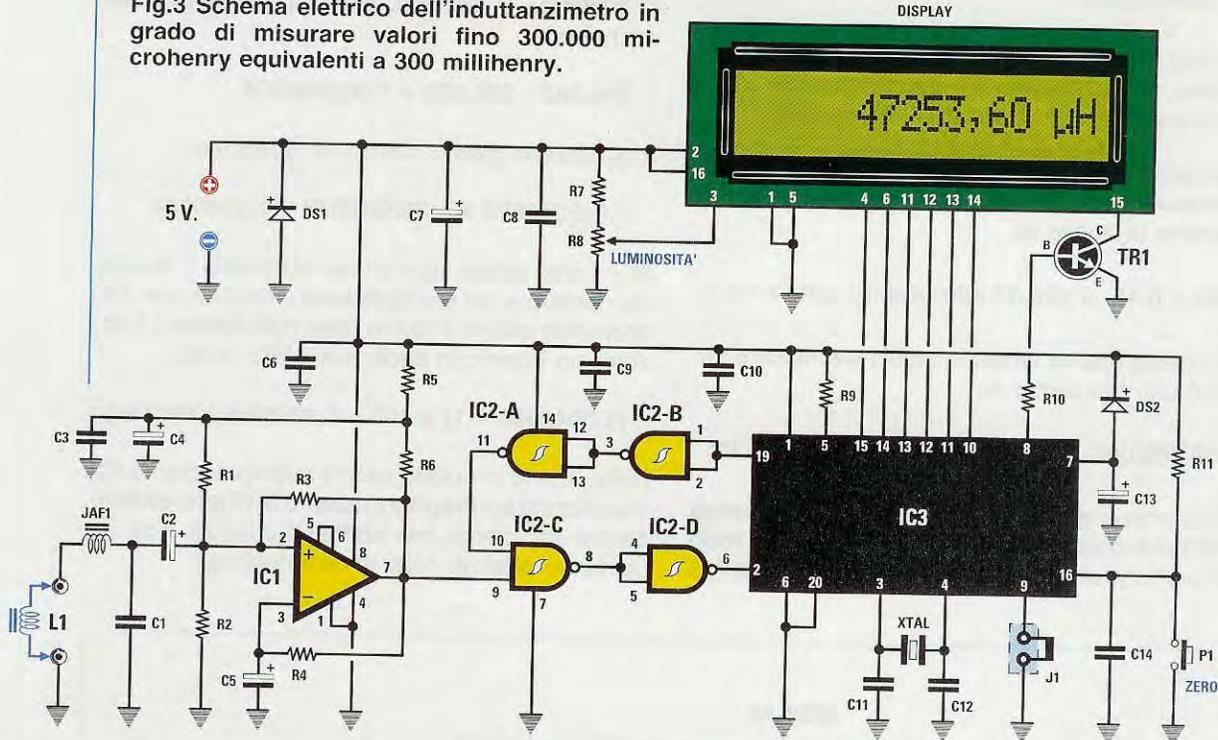 Fig.3 Schema elettrico dell'induttanzimetro in
grado di misurare valori fino 300.000 mi-
crohenry equivalenti a 300 millihenry.
DISPLAY
47253,60 µH
2
16
3
1
5
4
6
11
12
13
14
15
5 V.
DS1
C7
C8
R7
R8
LUMINOSITA'
B
C
E
TR1
C6
R5
C9
C10
R9
R10
DS2
IC2-A
IC2-B
14
11
12
13
3
1
2
19
1
5
15
14
13
12
11
10
8
7
C3
C4
R1
R6
R3
R11
C13
JAF1
C2
5
6
8
2
+
IC1
7
−
3
1
4
IC2-C
IC2-D
10
9
8
7
4
5
6
2
IC3
6
20
3
4
9
16
L1
C1
R2
C5
R4
XTAL
C11
C12
J1
C14
P1
ZERO